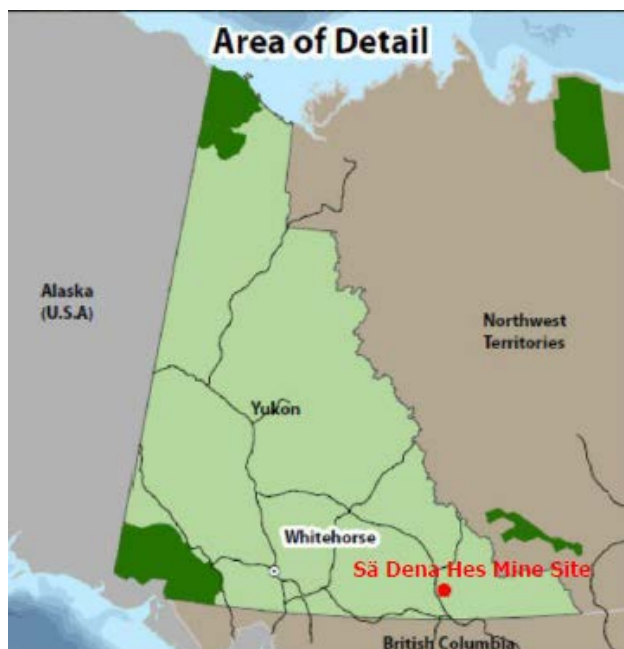 Area of Detail
Alaska
(U.S.A)
Northwest
Territories
Yukon
Whitehorse
Sä Dena Hes Mine Site
British Columbia